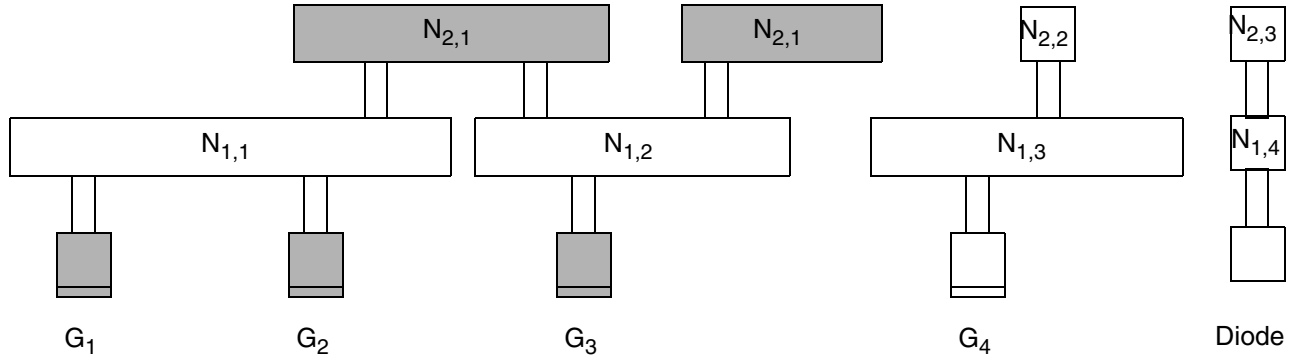 N2,1 N2,1 N2,2 N2,3
N1,1 N1,2 N1,3 N1,4
G1 G2 G3 G4 Diode